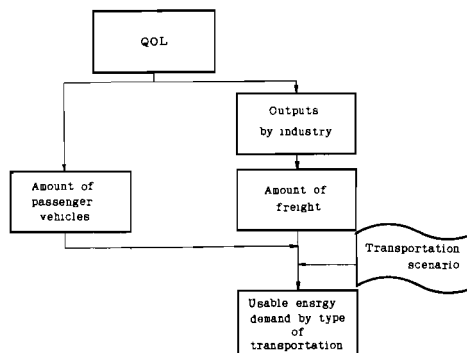 QOL
Outputs
by industry
Amount of
passenger
vehicles
Amount of
freight
Transportation
scenario
Usable ensrgy
demand by type
of
transportation